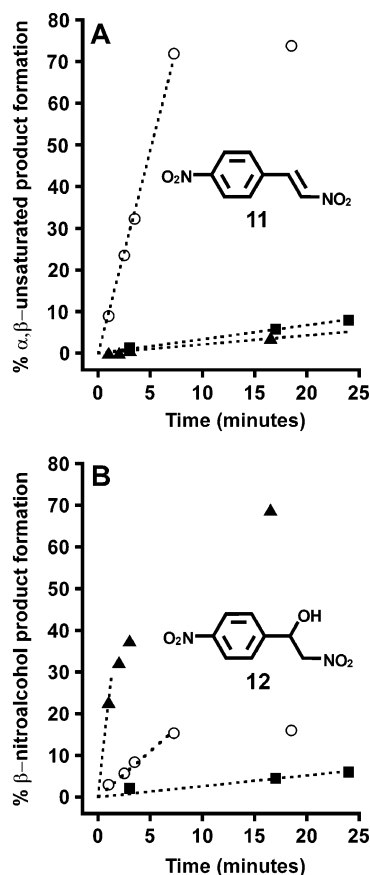 A
% α,β−unsaturated product formation
80
70
60
50
40
30
20
10
0
O₂N
NO₂
11
0 5 10 15 20 25
Time (minutes)
B
% β−nitroalcohol product formation
80
70
60
50
40
30
20
10
0
OH
O₂N
NO₂
12
0 5 10 15 20 25
Time (minutes)